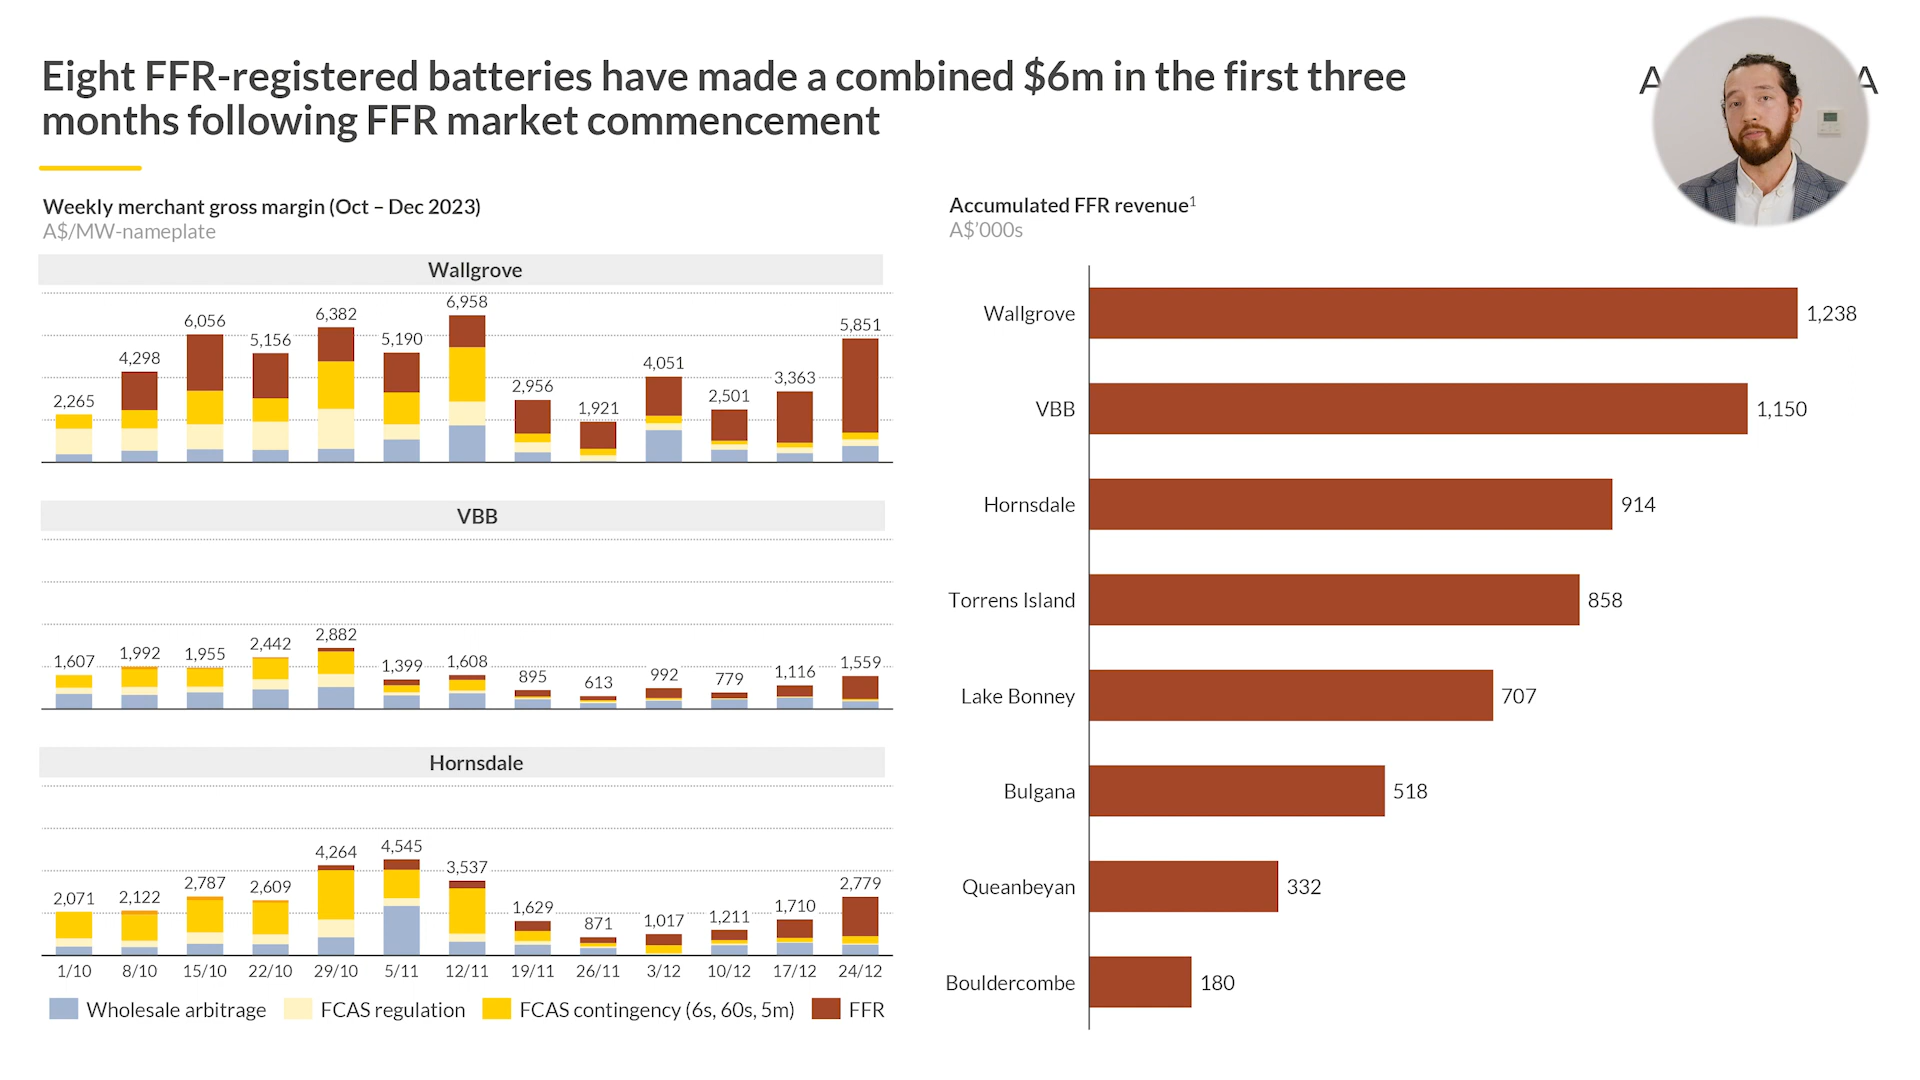 Eight FFR-registered batteries have made a combined $6m in the first three
months following FFR market commencement
A A
Weekly merchant gross margin (Oct – Dec 2023)
A$/MW-nameplate
Wallgrove
2,265 4,298 6,056 5,156 6,382 5,190 6,958 2,956 1,921 4,051 2,501 3,363 5,851
VBB
1,607 1,992 1,955 2,442 2,882 1,399 1,608 895 613 992 779 1,116 1,559
Hornsdale
2,071 2,122 2,787 2,609 4,264 4,545 3,537 1,629 871 1,017 1,211 1,710 2,779
1/10 8/10 15/10 22/10 29/10 5/11 12/11 19/11 26/11 3/12 10/12 17/12 24/12
Wholesale arbitrage FCAS regulation FCAS contingency (6s, 60s, 5m) FFR
Accumulated FFR revenue¹
A$'000s
Wallgrove 1,238
VBB 1,150
Hornsdale 914
Torrens Island 858
Lake Bonney 707
Bulgana 518
Queanbeyan 332
Bouldercombe 180